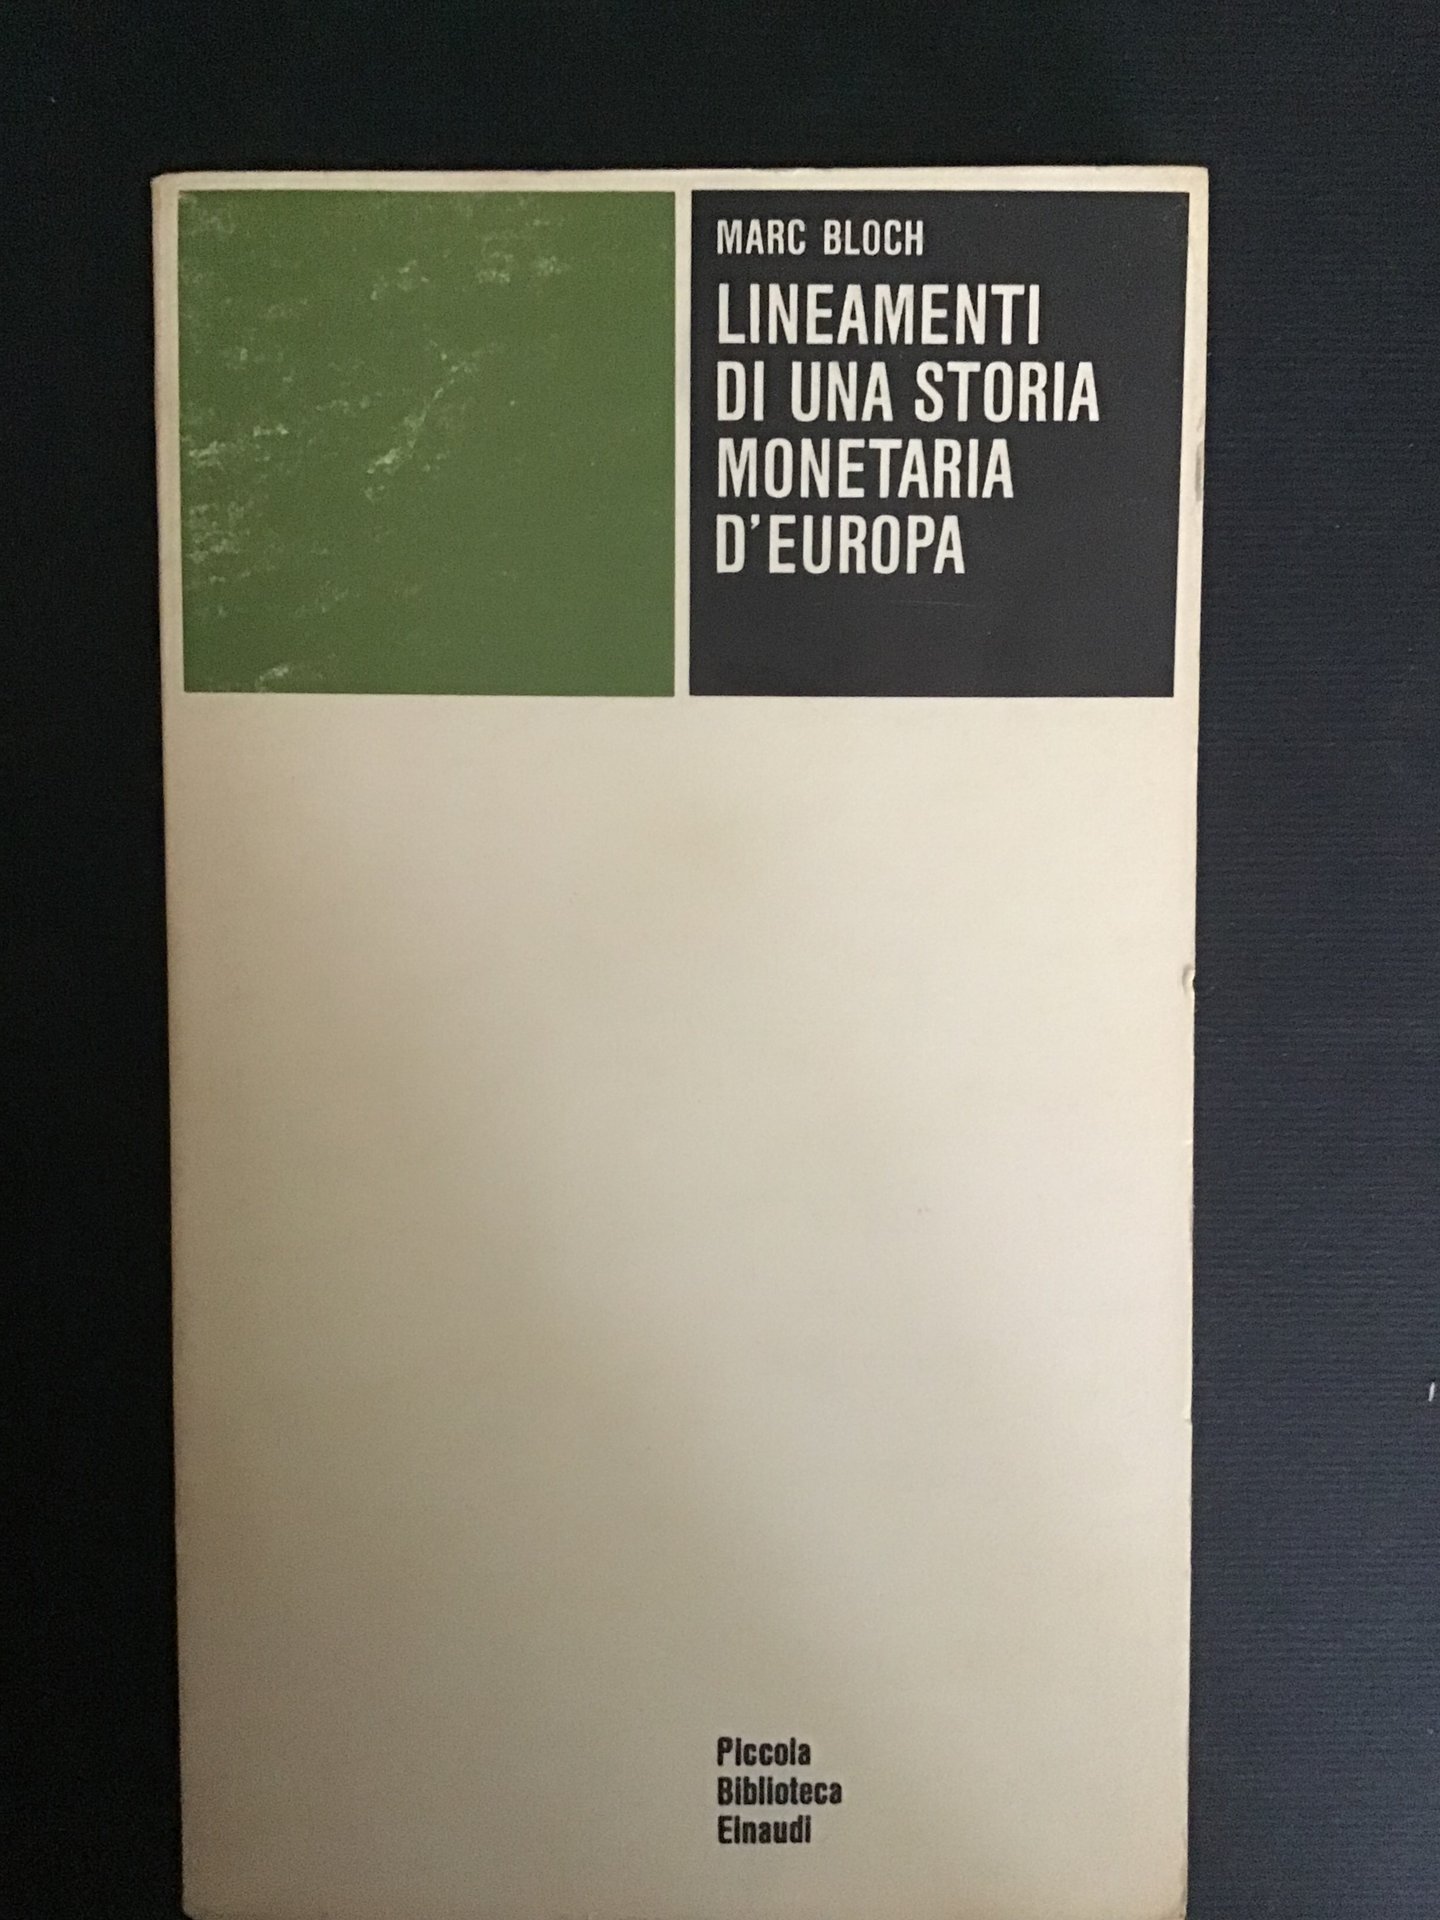 MARC BLOCH
LINEAMENTI
DI UNA STORIA
MONETARIA
D'EUROPA
Piccola
Biblioteca
Einaudi